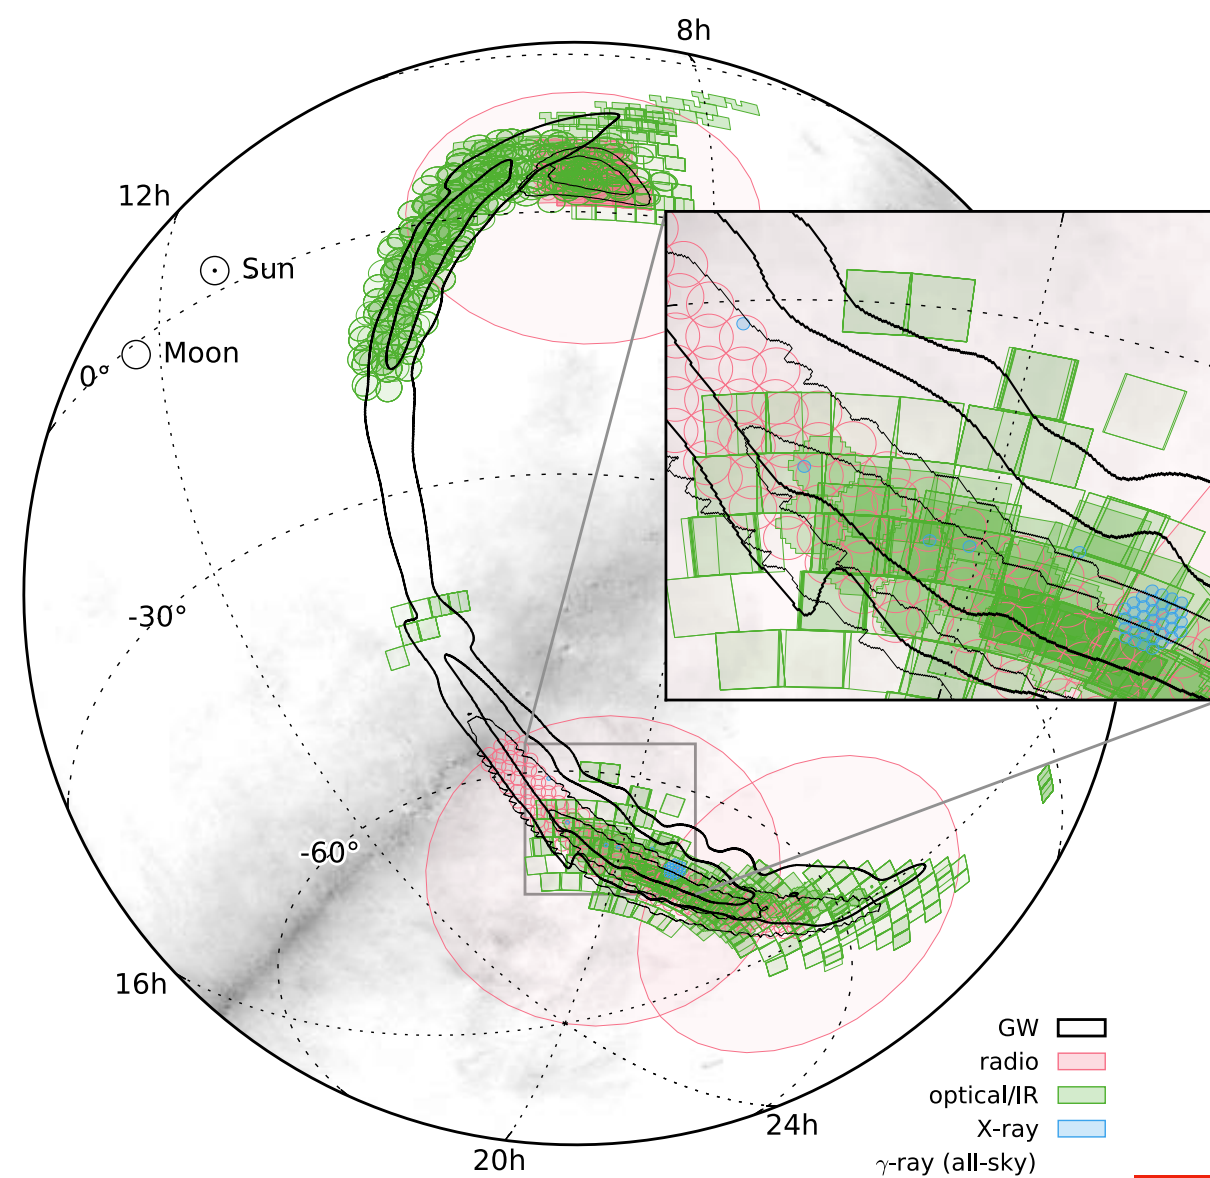 8h
12h
Sun
Moon
0°
-30°
-60°
16h
GW
radio
optical/IR
X-ray
24h
20h
γ-ray (all-sky)